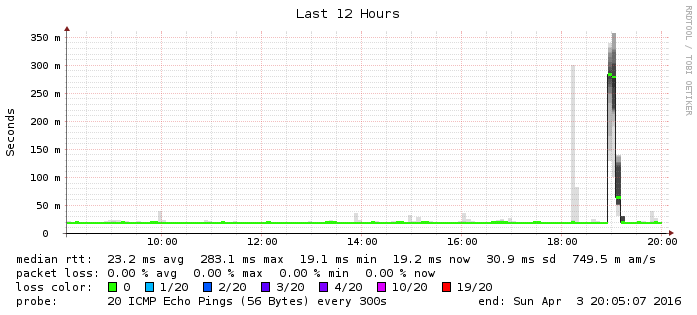 Last 12 Hours
RRDTOOL / TOBI OETIKER
Seconds
350 m
300 m
250 m
200 m
150 m
100 m
50 m
0
10:00 12:00 14:00 16:00 18:00 20:00
median rtt: 23.2 ms avg 283.1 ms max 19.1 ms min 19.2 ms now 30.9 ms sd 749.5 m am/s
packet loss: 0.00 % avg 0.00 % max 0.00 % min 0.00 % now
loss color: 0 1/20 2/20 3/20 4/20 10/20 19/20
probe: 20 ICMP Echo Pings (56 Bytes) every 300s end: Sun Apr 3 20:05:07 2016